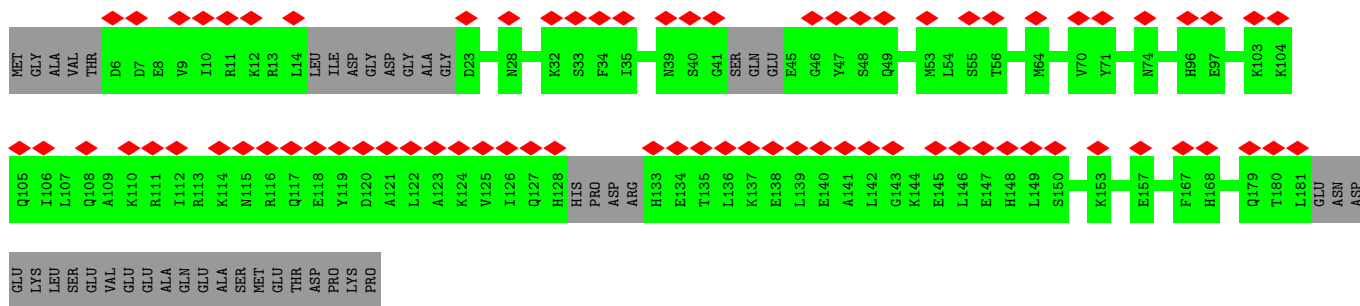 MET GLY ALA VAL THR D6 D7 E8 V9 I10 R11 K12 R13 L14 LEU ILE ASP GLY ASP GLY ALA GLY D23 N28 K32 S33 F34 I35 N39 S40 G41 SER GLN GLU E45 G46 Y47 S48 Q49 M53 L54 S55 T56 M64 V70 Y71 N74 H96 E97 K103 K104
Q105 I106 L107 Q108 A109 K110 R111 I112 R113 K114 N115 R116 Q117 E118 Y119 D120 A121 L122 A123 K124 V125 I126 Q127 H128 HIS PRO ASP ARG H133 E134 T135 L136 K137 E138 L139 E140 A141 L142 G143 K144 E145 L146 E147 H148 L149 S150 K153 E157 F167 H168 Q179 T180 L181 GLU ASN ASP
GLU LYS LEU SER GLU VAL GLU GLU ALA GLN GLU ALA SER MET GLU THR ASP PRO LYS PRO